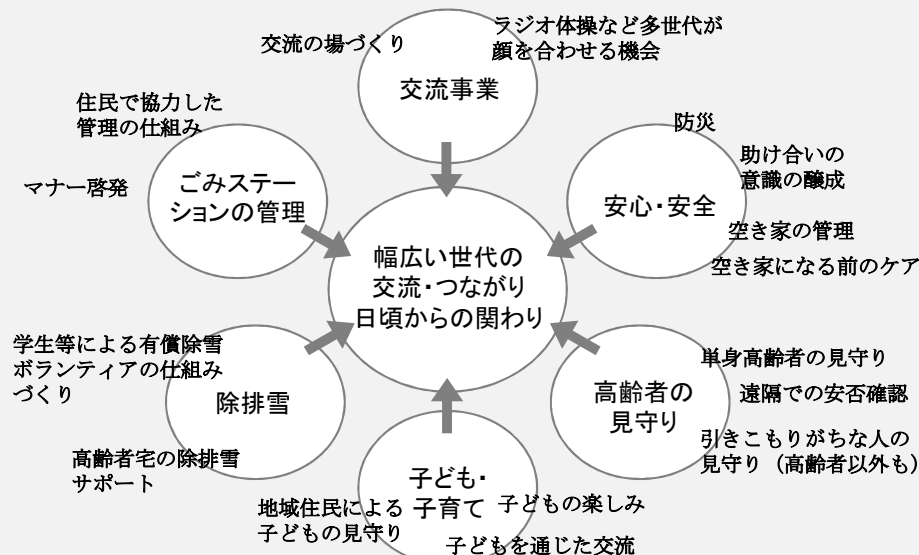 交流の場づくり
ラジオ体操など多世代が
顔を合わせる機会
交流事業
住民で協力した
管理の仕組み
マナー啓発
ごみステー
ションの管理
防災
助け合いの
意識の醸成
安心・安全
空き家の管理
空き家になる前のケア
幅広い世代の
交流・つながり
日頃からの関わり
学生等による有償除雪
ボランティアの仕組み
づくり
除排雪
高齢者宅の除排雪
サポート
高齢者の
見守り
単身高齢者の見守り
遠隔での安否確認
引きこもりがちな人の
見守り（高齢者以外も）
子ども・
子育て
地域住民による
子どもの見守り
子どもの楽しみ
子どもを通じた交流